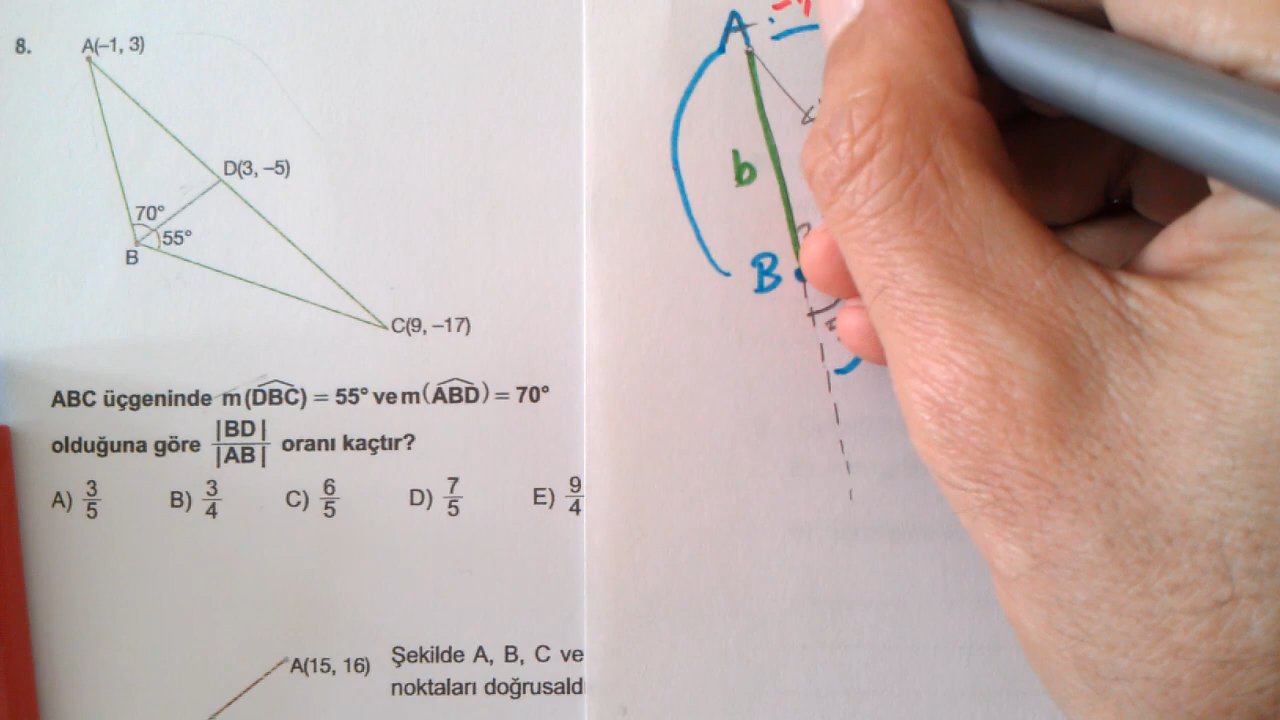 8.
A(–1, 3)
D(3, –5)
70°
55°
B
C(9, –17)
ABC üçgeninde m(DBC) = 55° ve m(ABD) = 70°
olduğuna göre |BD| / |AB| oranı kaçtır?
A) 3/5 B) 3/4 C) 6/5 D) 7/5 E) 9/4
A(15, 16)
Şekilde A, B, C ve
noktaları doğrusald
A
b
B